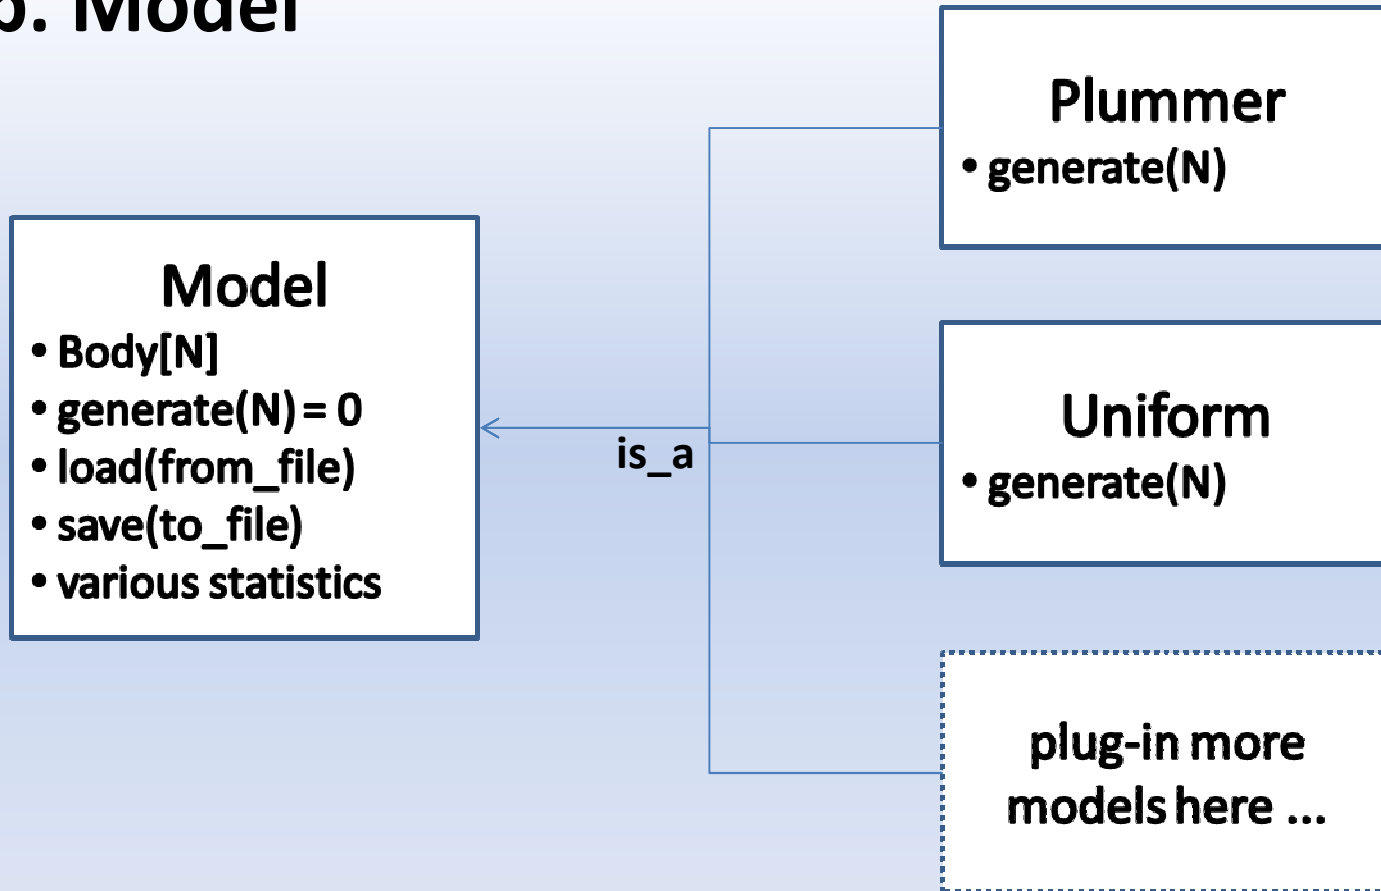 b. Model
Model
• Body[N]
• generate(N) = 0
• load(from_file)
• save(to_file)
• various statistics
is_a
Plummer
• generate(N)
Uniform
• generate(N)
plug-in more
models here ...